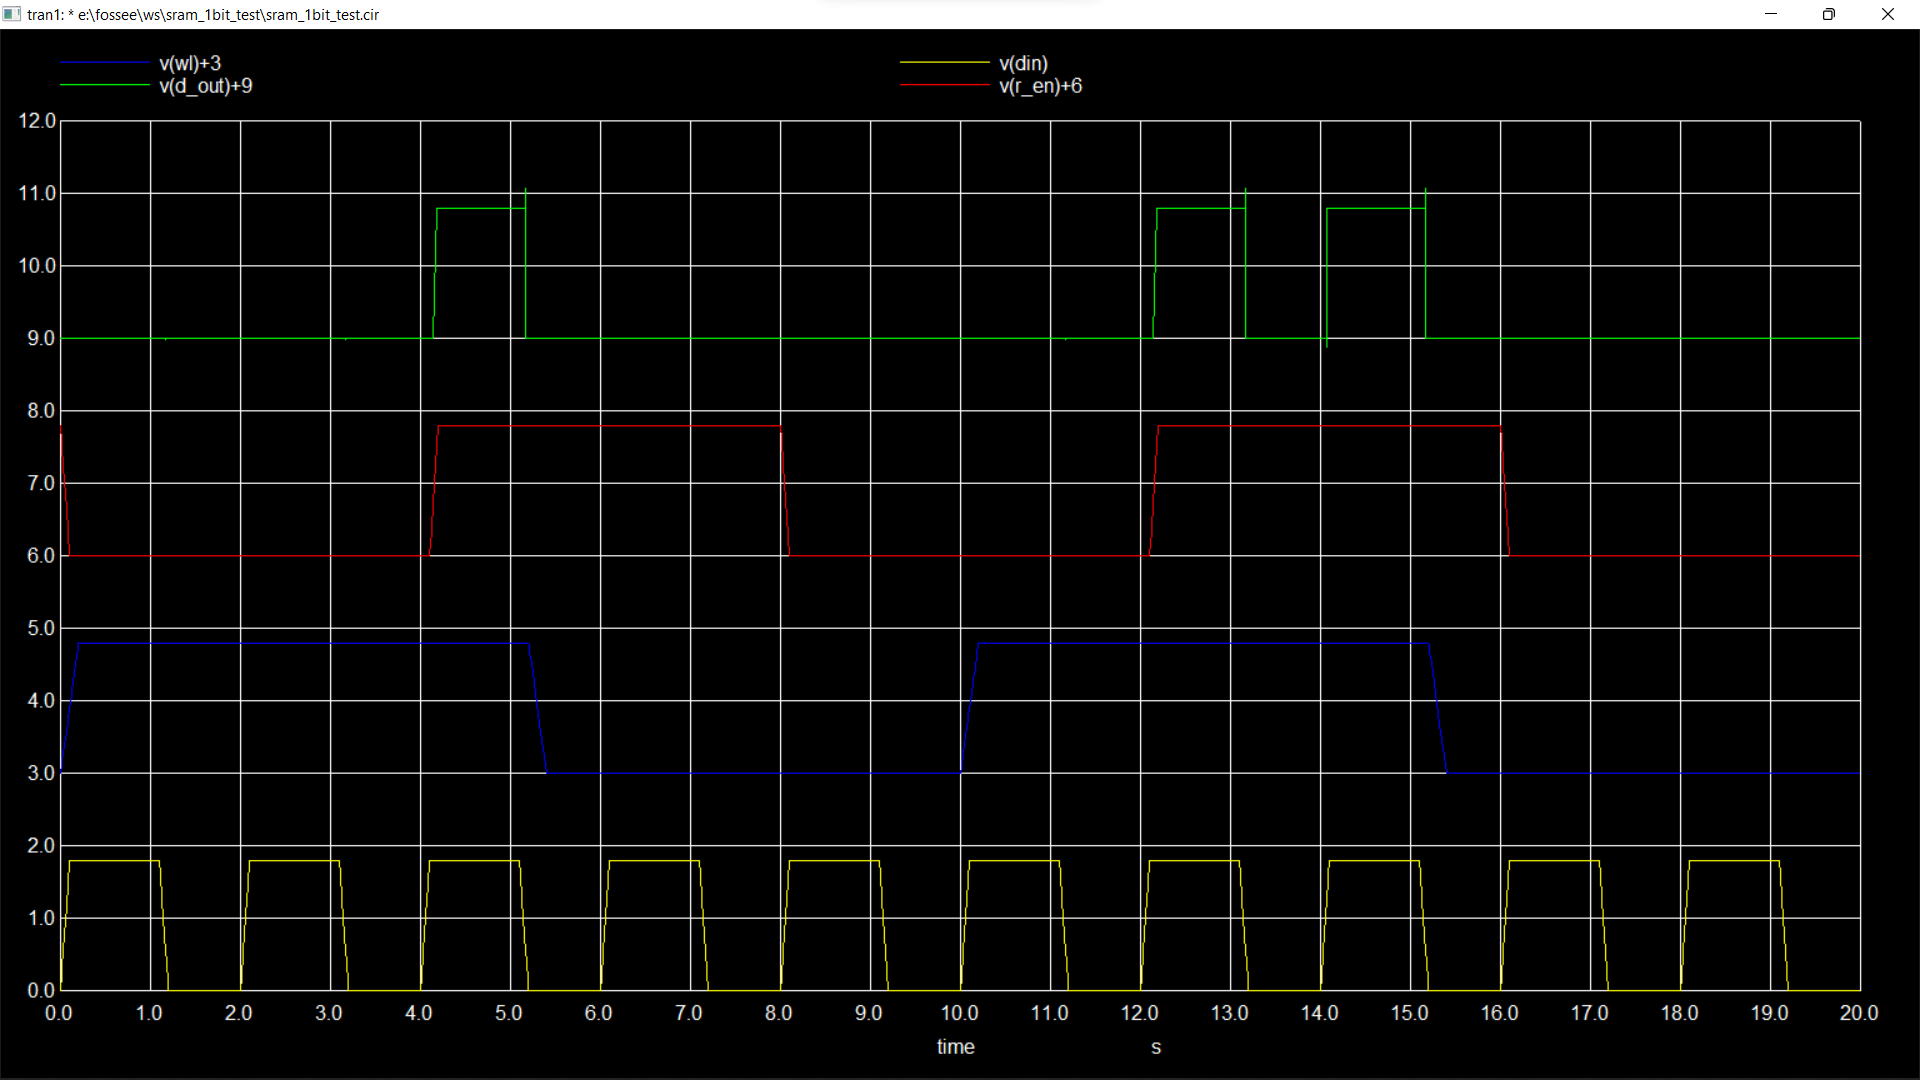 tran1: * e:\fossee\ws\sram_1bit_test\sram_1bit_test.cir
v(wl)+3 v(din)
v(d_out)+9 v(r_en)+6
12.0
11.0
10.0
9.0
8.0
7.0
6.0
5.0
4.0
3.0
2.0
1.0
0.0
0.0 1.0 2.0 3.0 4.0 5.0 6.0 7.0 8.0 9.0 10.0 11.0 12.0 13.0 14.0 15.0 16.0 17.0 18.0 19.0 20.0
time s